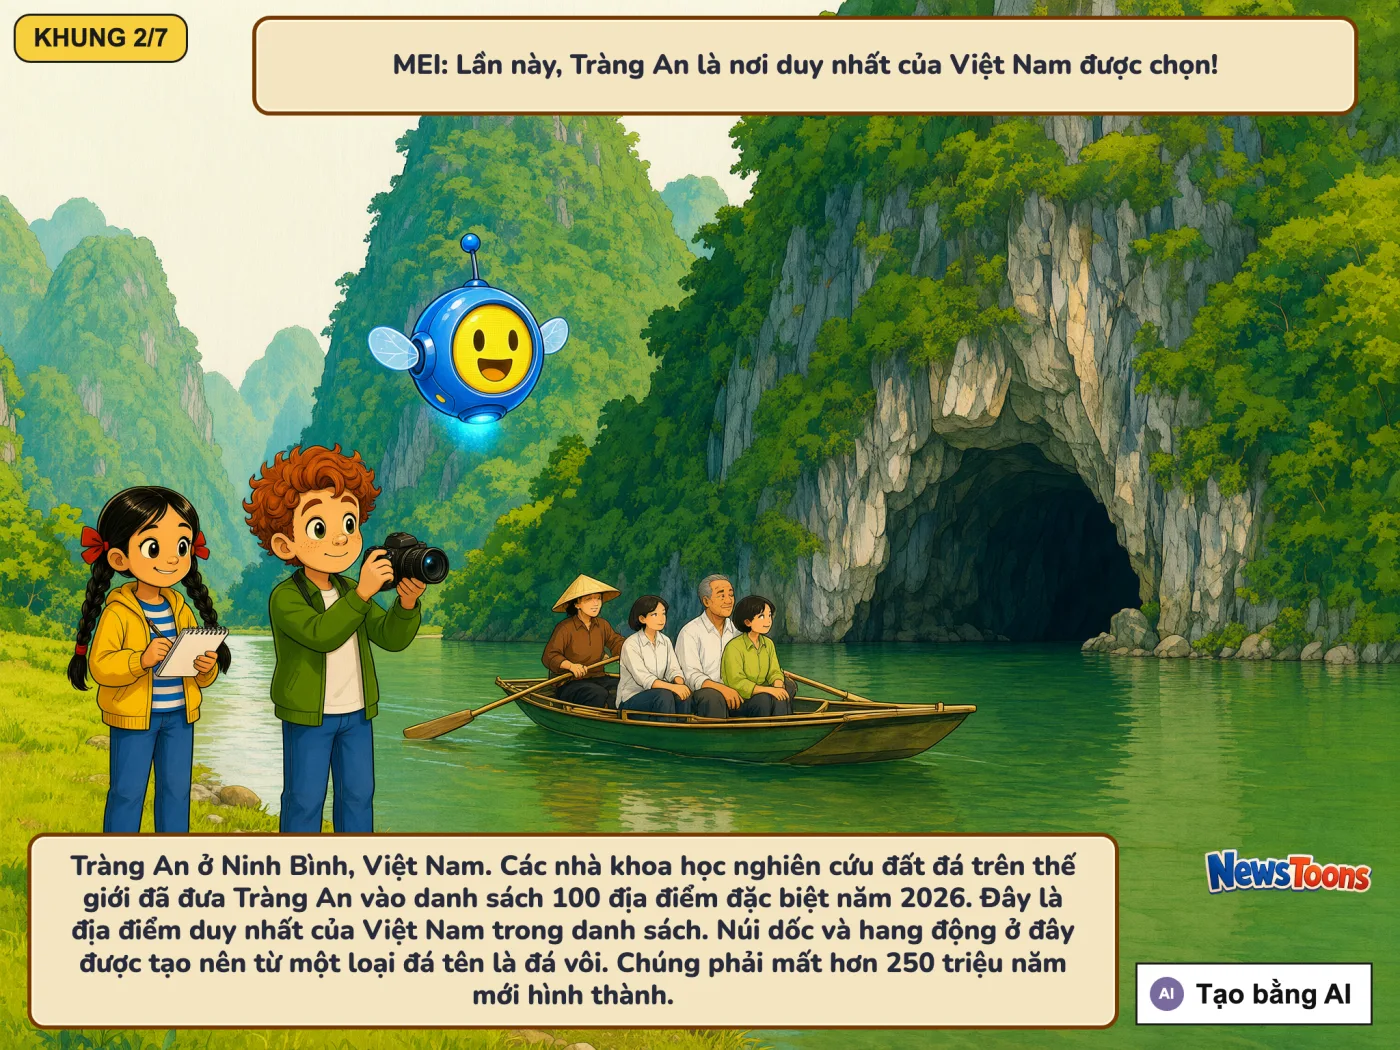 KHUNG 2/7
MEI: Lần này, Tràng An là nơi duy nhất của Việt Nam được chọn!
Tràng An ở Ninh Bình, Việt Nam. Các nhà khoa học nghiên cứu đất đá trên thế
giới đã đưa Tràng An vào danh sách 100 địa điểm đặc biệt năm 2026. Đây là
địa điểm duy nhất của Việt Nam trong danh sách. Núi dốc và hang động ở đây
được tạo nên từ một loại đá tên là đá vôi. Chúng phải mất hơn 250 triệu năm
mới hình thành.
NewsToons
AI Tạo bằng AI